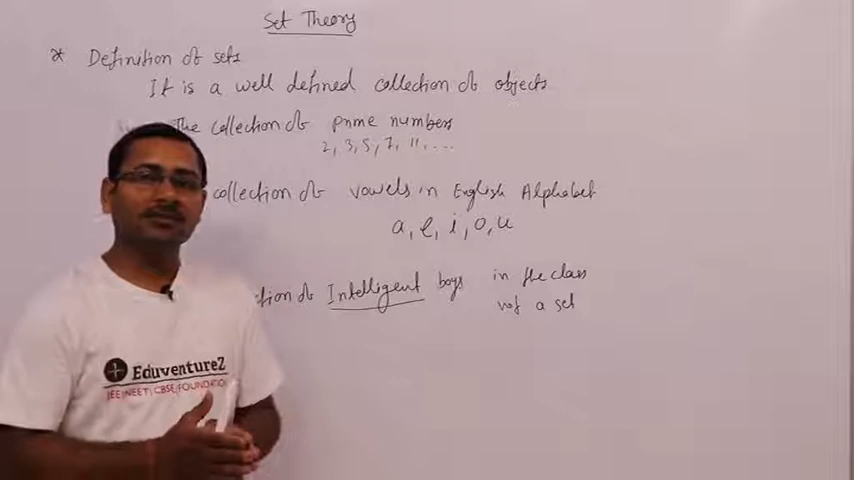 Set Theory
* Definition of sets
It is a well defined collection of objects
The collection of prime numbers
2, 3, 5, 7, 11, ....
collection of vowels in English Alphabet
a, e, i, o, u
ction of Intelligent boys in the class
not a set
EduventureZ
JEE|NEET|CBSE|FOUNDATION